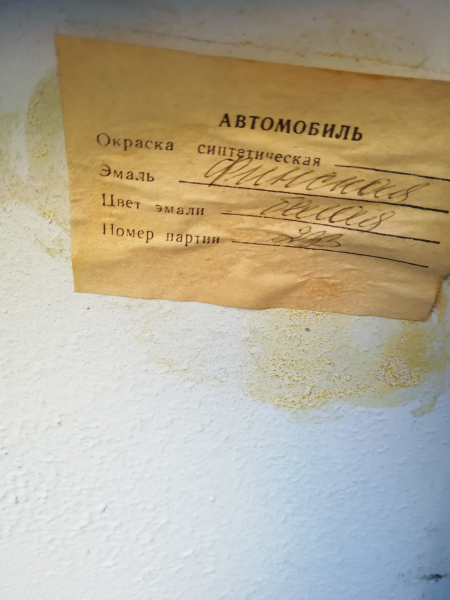 АВТОМОБИЛЬ
Окраска синтетическая
Эмаль Финская
Цвет эмали белая
Номер партии